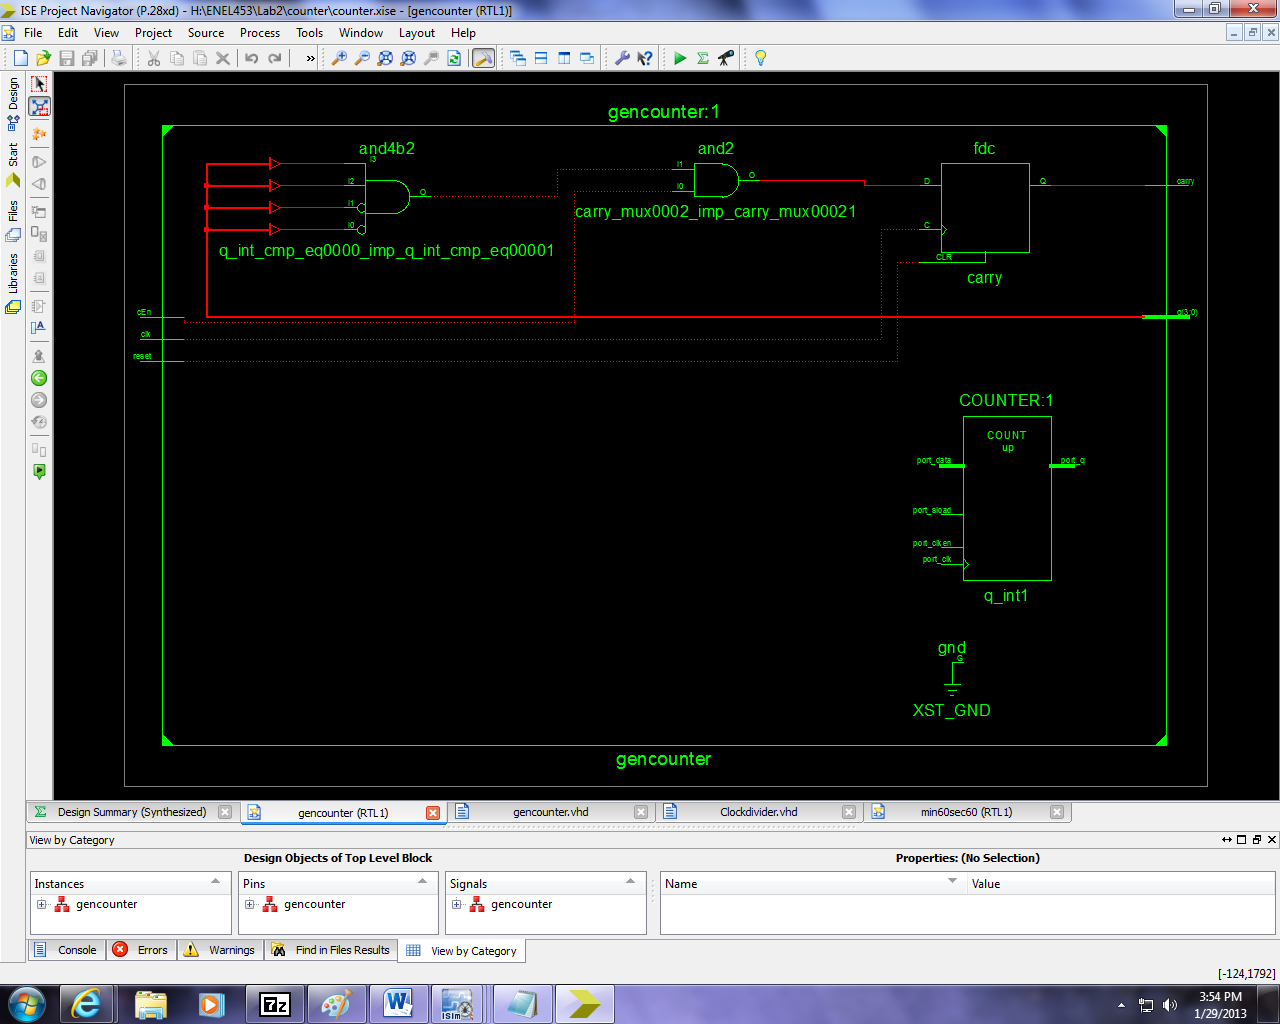 ISE Project Navigator (P.28xd) - H:\ENEL453\Lab2\counter\counter.xise - [gencounter (RTL1)]
File Edit View Project Source Process Tools Window Layout Help
»
Design
Start
Files
Libraries
gencounter:1
and4b2
I3
I2
I1
I0
O
q_int_cmp_eq0000_imp_q_int_cmp_eq00001
and2
I1
I0
O
carry_mux0002_imp_carry_mux00021
fdc
D
C
CLR
Q
carry
carry
cEn
clk
reset
q(3:0)
COUNTER:1
COUNT
up
port_data
port_q
port_sload
port_clken
port_clk
q_int1
gnd
G
XST_GND
gencounter
Design Summary (Synthesized) gencounter (RTL1) gencounter.vhd Clockdivider.vhd min60sec60 (RTL1)
View by Category
Design Objects of Top Level Block Properties: (No Selection)
Instances Pins Signals Name Value
gencounter gencounter gencounter
Console Errors Warnings Find in Files Results View by Category
[-124,1792]
7z
ISim
3:54 PM
1/29/2013